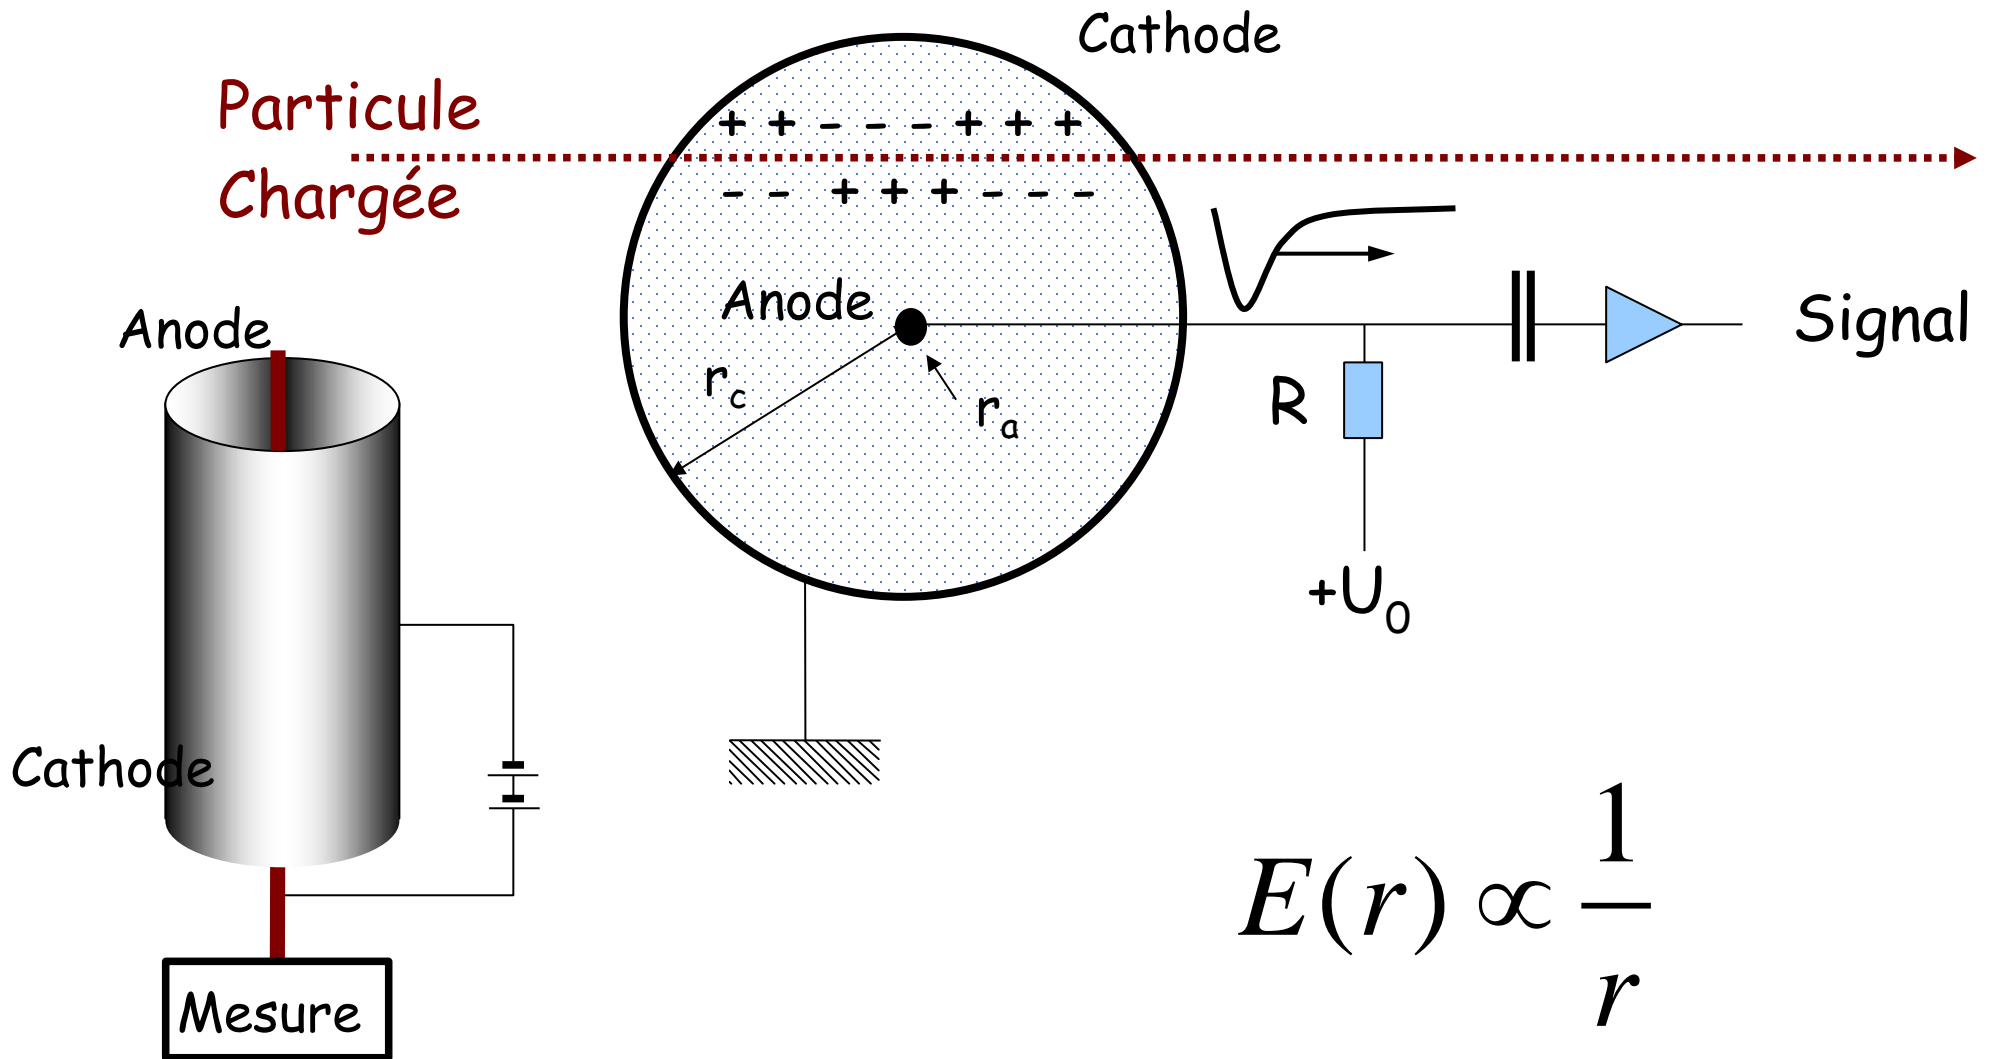 Cathode
Particule
Chargée
+ + - - - + + +
- - + + + - - -
Anode
r_c
r_a
R
+U_0
Signal
Anode
Cathode
Mesure
E(r) ∝ 1/r